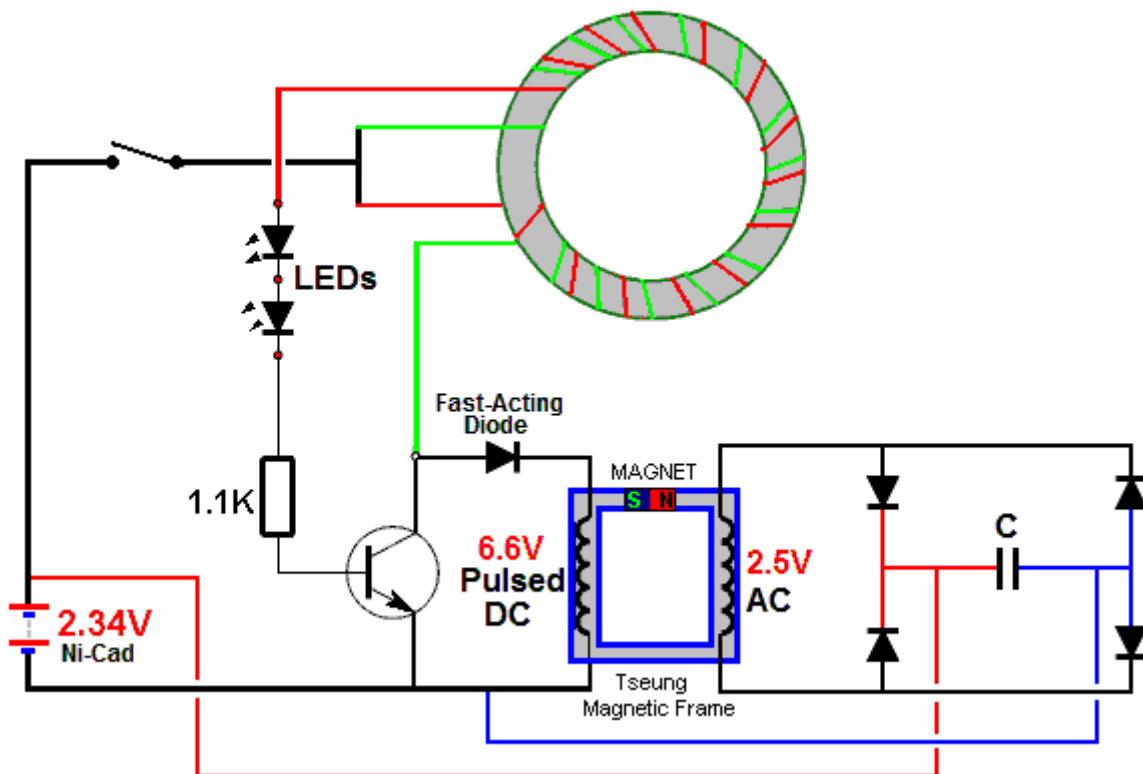 LEDs
Fast-Acting
Diode
1.1K
MAGNET
S N
C
6.6V
Pulsed
DC
2.5V
AC
2.34V
Ni-Cad
Tseung
Magnetic Frame